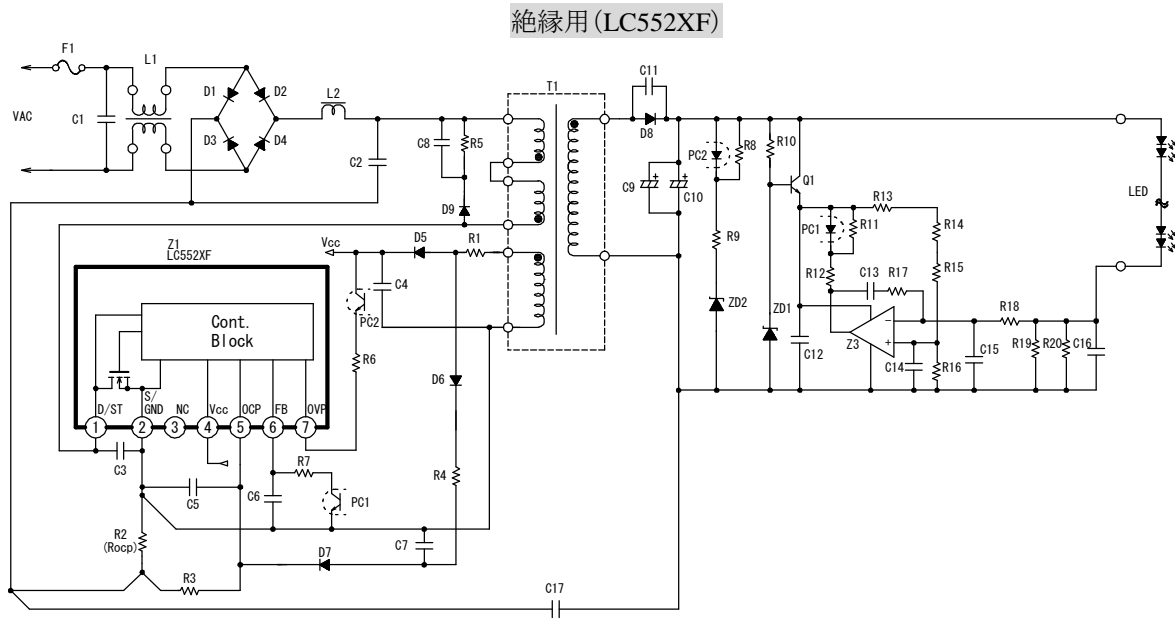 絶縁用(LC552XF)
F1
L1
VAC
C1
D1
D2
D3
D4
L2
C2
C8
R5
D9
T1
C11
D8
C9
C10
PC2
R8
R9
ZD2
R10
Q1
ZD1
PC1
R11
R12
R13
R14
R15
C13
R17
C12
Z3
-
+
C14
R16
C15
R18
R19
R20
C16
LED
Z1
LC552XF
Cont.
Block
D/ST
S/
GND
NC
Vcc
OCP
FB
OVP
1
2
3
4
5
6
7
Vcc
D5
R1
C4
PC2
R6
D6
R4
C3
C5
R7
C6
PC1
R2
(Rocp)
R3
D7
C7
C17